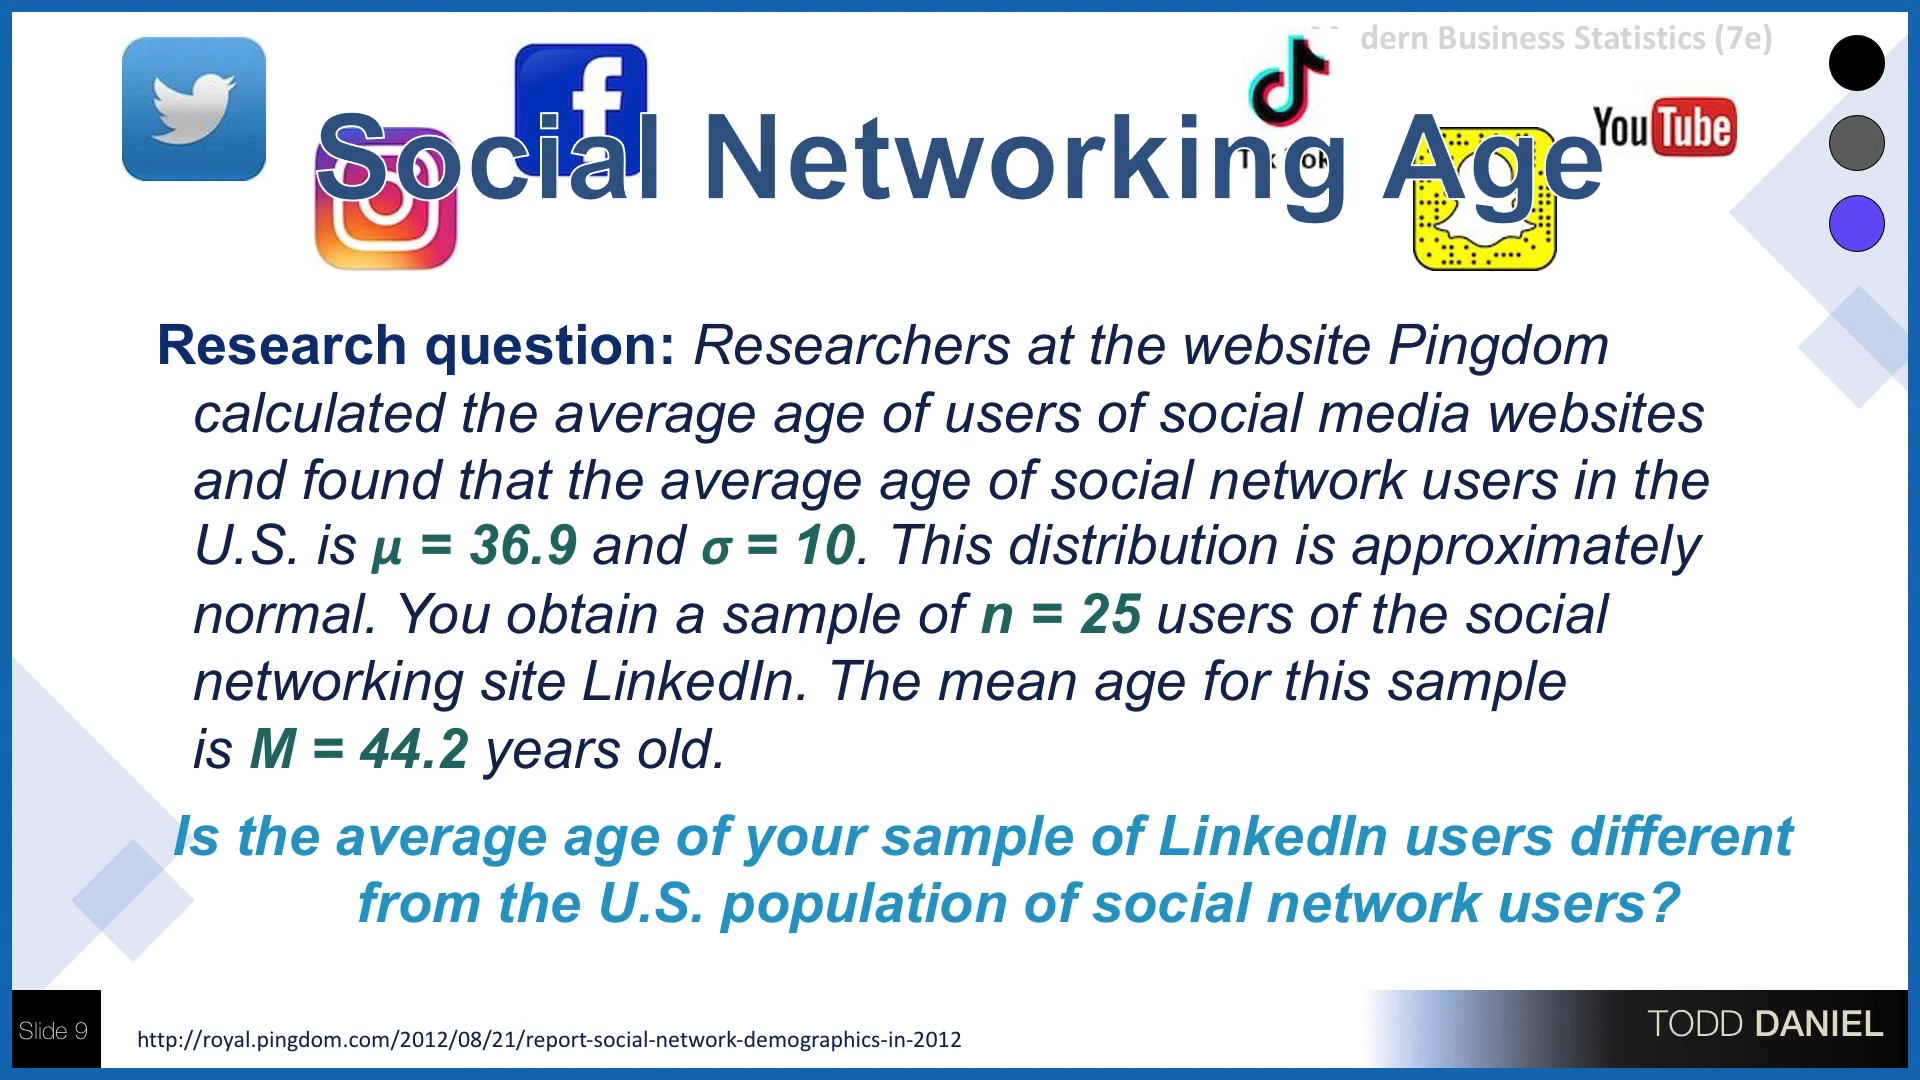 dern Business Statistics (7e)
Social Networking Age
You Tube
Research question: Researchers at the website Pingdom
calculated the average age of users of social media websites
and found that the average age of social network users in the
U.S. is μ = 36.9 and σ = 10. This distribution is approximately
normal. You obtain a sample of n = 25 users of the social
networking site LinkedIn. The mean age for this sample
is M = 44.2 years old.
Is the average age of your sample of LinkedIn users different
from the U.S. population of social network users?
Slide 9
http://royal.pingdom.com/2012/08/21/report-social-network-demographics-in-2012
TODD DANIEL